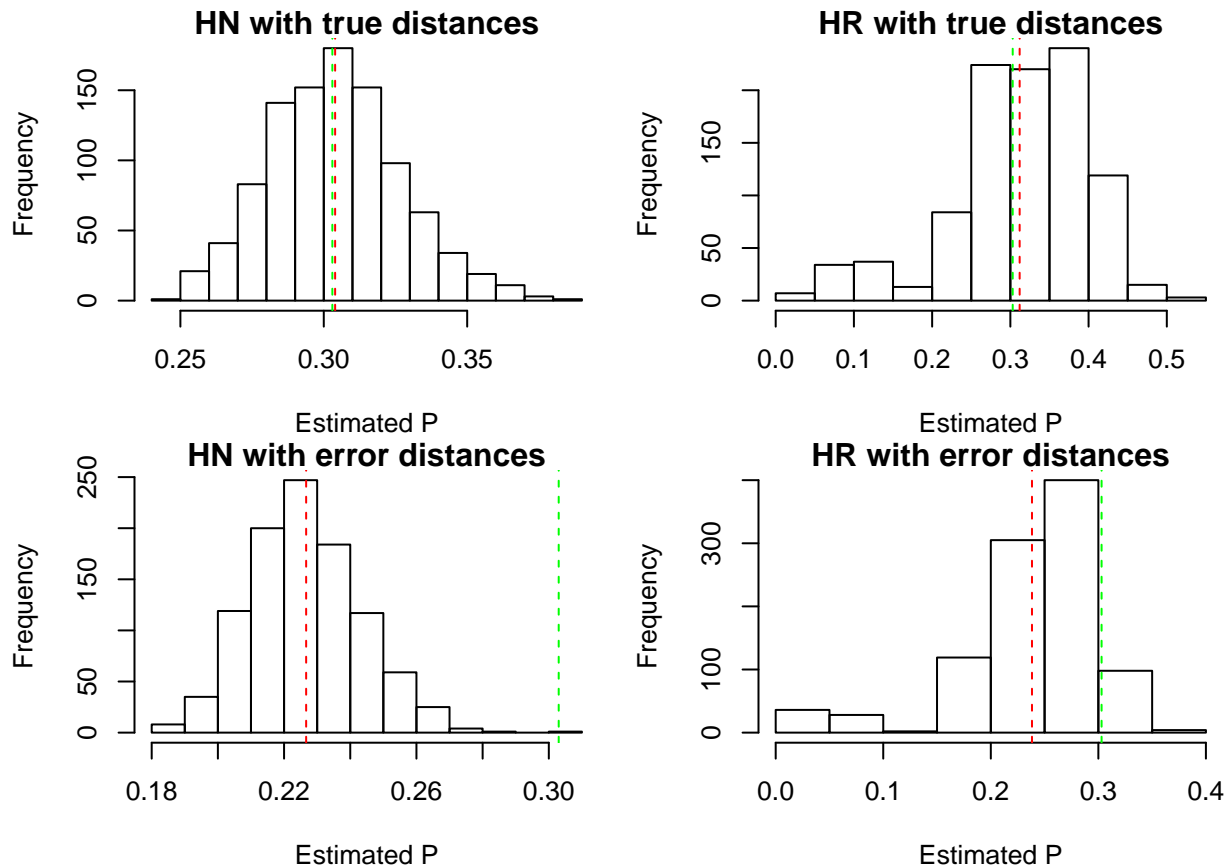 HN with true distances
Frequency
0 50 100 150
0.25 0.30 0.35
Estimated P
HR with true distances
Frequency
0 50 150
0.0 0.1 0.2 0.3 0.4 0.5
Estimated P
HN with error distances
Frequency
0 50 150 250
0.18 0.22 0.26 0.30
Estimated P
HR with error distances
Frequency
0 100 300
0.0 0.1 0.2 0.3 0.4
Estimated P